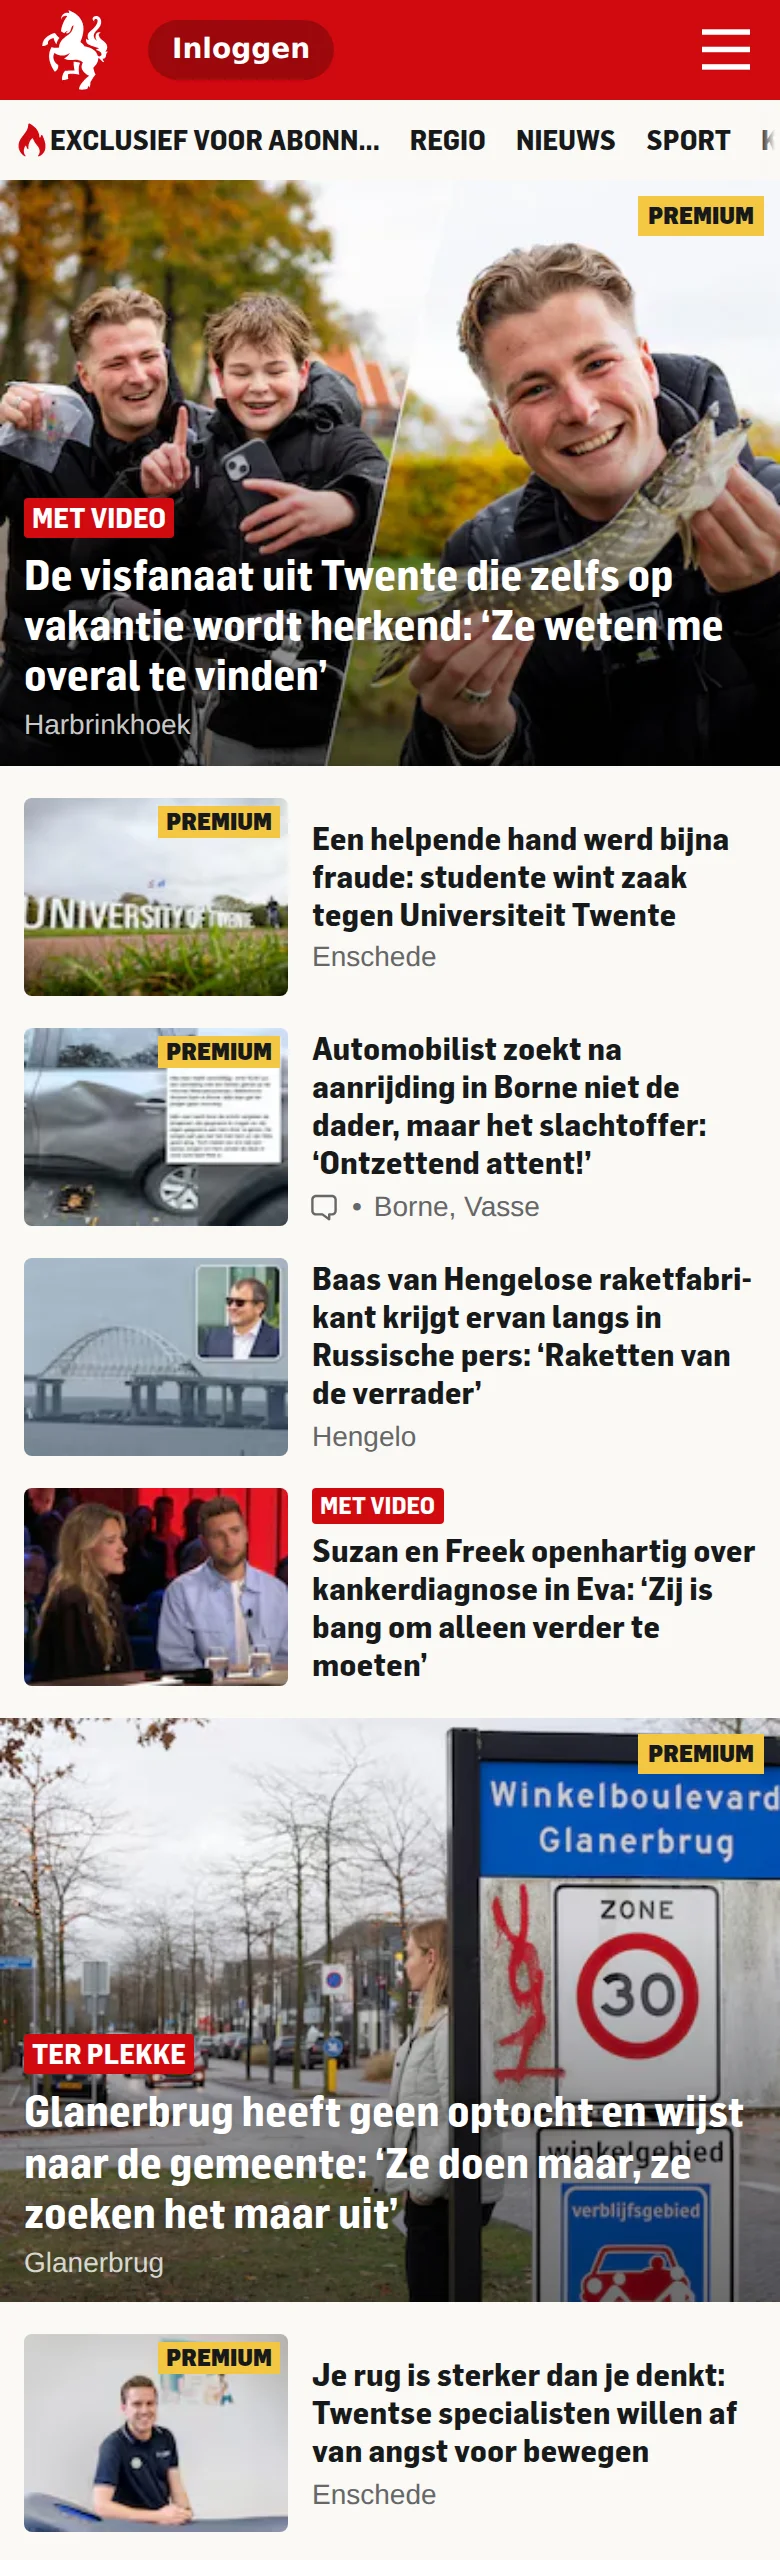 Inloggen
EXCLUSIEF VOOR ABONN... REGIO NIEUWS SPORT
PREMIUM
MET VIDEO
De visfanaat uit Twente die zelfs op
vakantie wordt herkend: ‘Ze weten me
overal te vinden’
Harbrinkhoek
PREMIUM
UNIVERSITY OF TWENTE
Een helpende hand werd bijna
fraude: studente wint zaak
tegen Universiteit Twente
Enschede
PREMIUM
Automobilist zoekt na
aanrijding in Borne niet de
dader, maar het slachtoffer:
‘Ontzettend attent!’
• Borne, Vasse
Baas van Hengelose raketfabri-
kant krijgt ervan langs in
Russische pers: ‘Raketten van
de verrader’
Hengelo
MET VIDEO
Suzan en Freek openhartig over
kankerdiagnose in Eva: ‘Zij is
bang om alleen verder te
moeten’
PREMIUM
Winkelboulevard
Glanerbrug
ZONE
30
winkelgebied
verblijfsgebied
TER PLEKKE
Glanerbrug heeft geen optocht en wijst
naar de gemeente: ‘Ze doen maar, ze
zoeken het maar uit’
Glanerbrug
PREMIUM
Je rug is sterker dan je denkt:
Twentse specialisten willen af
van angst voor bewegen
Enschede